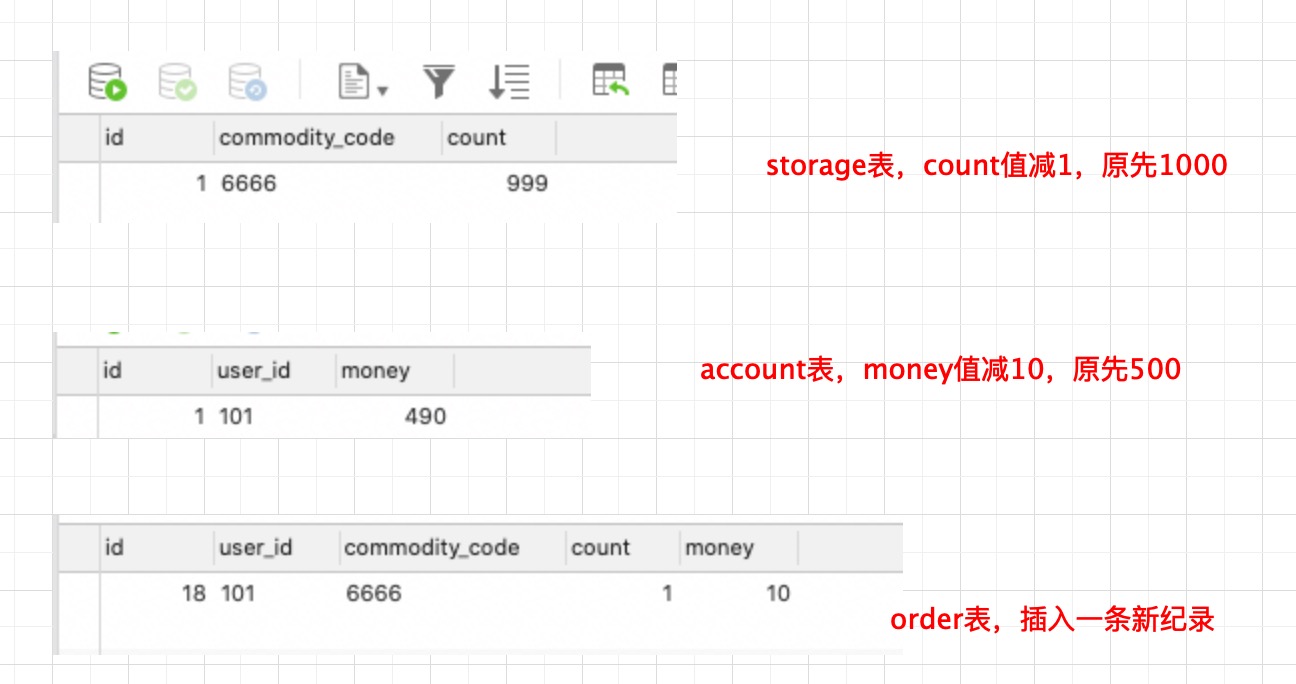 id commodity_code count
1 6666 999
storage表，count值减1，原先1000
id user_id money
1 101 490
account表，money值减10，原先500
id user_id commodity_code count money
18 101 6666 1 10
order表，插入一条新纪录